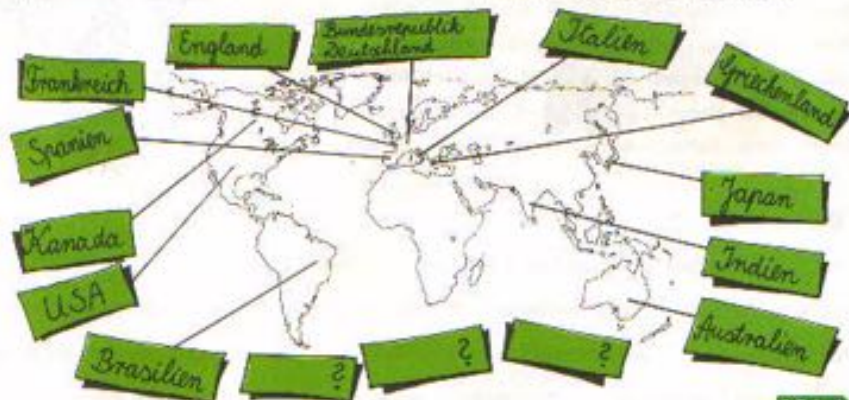 England
Bundesrepublik
Deutschland
Italien
Frankreich
Griechenland
Spanien
Japan
Kanada
Indien
USA
Australien
Brasilien
?
?
?